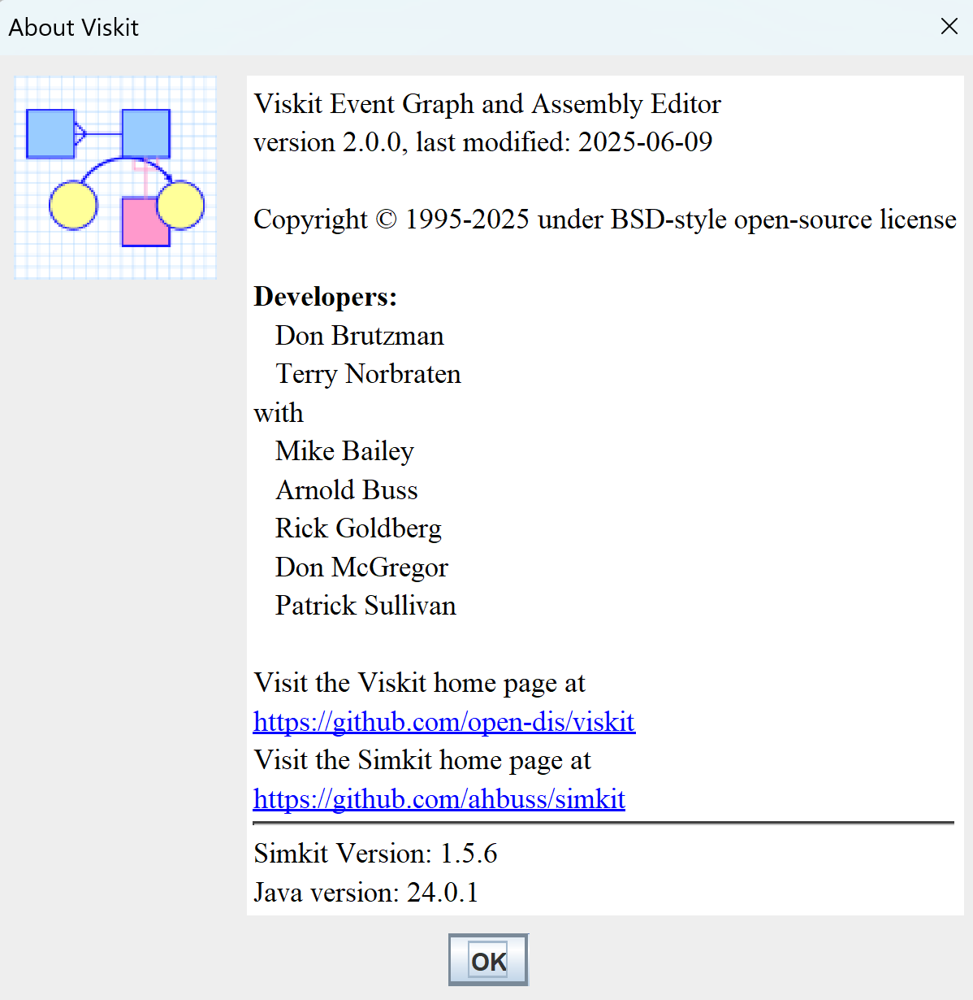 About Viskit
Viskit Event Graph and Assembly Editor
version 2.0.0, last modified: 2025-06-09
Copyright © 1995-2025 under BSD-style open-source license
Developers:
Don Brutzman
Terry Norbraten
with
Mike Bailey
Arnold Buss
Rick Goldberg
Don McGregor
Patrick Sullivan
Visit the Viskit home page at
https://github.com/open-dis/viskit
Visit the Simkit home page at
https://github.com/ahbuss/simkit
Simkit Version: 1.5.6
Java version: 24.0.1
OK